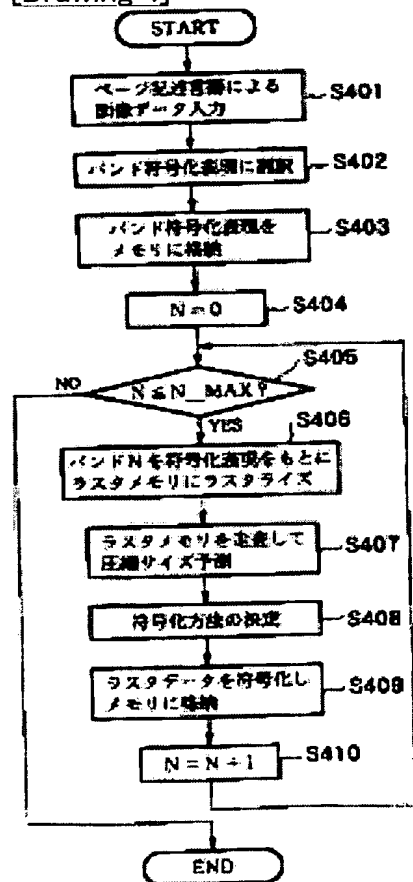 [Drawing 4]
START
ページ記述言語による
画像データ入力
S401
バンド符号化表現に翻訳
S402
バンド符号化表現を
メモリに格納
S403
N=0
S404
S405
NO
N≦N_MAX?
YES
S406
バンドNを符号化表現をもとに
ラスタメモリにラスタライズ
ラスタメモリを走査して
圧縮サイズ予測
S407
符号化方法の決定
S408
ラスタデータを符号化し
メモリに格納
S409
N=N+1
S410
END